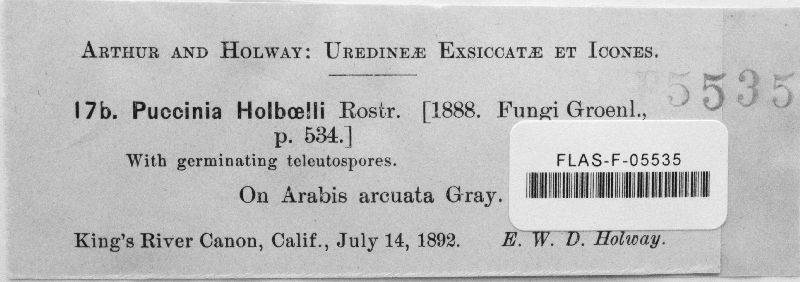 Arthur and Holway: Uredineæ Exsiccatæ et Icones.
5535
17b. Puccinia Holbœlli Rostr. [1888. Fungi Groenl.,
p. 534.]
With germinating teleutospores.
FLAS-F-05535
On Arabis arcuata Gray.
King's River Canon, Calif., July 14, 1892. E. W. D. Holway.